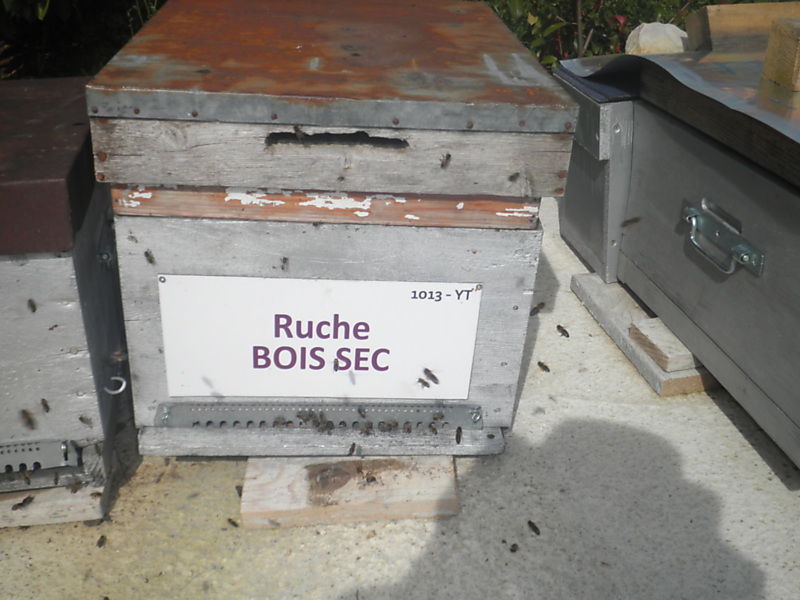 1013 - YT
Ruche
BOIS SEC